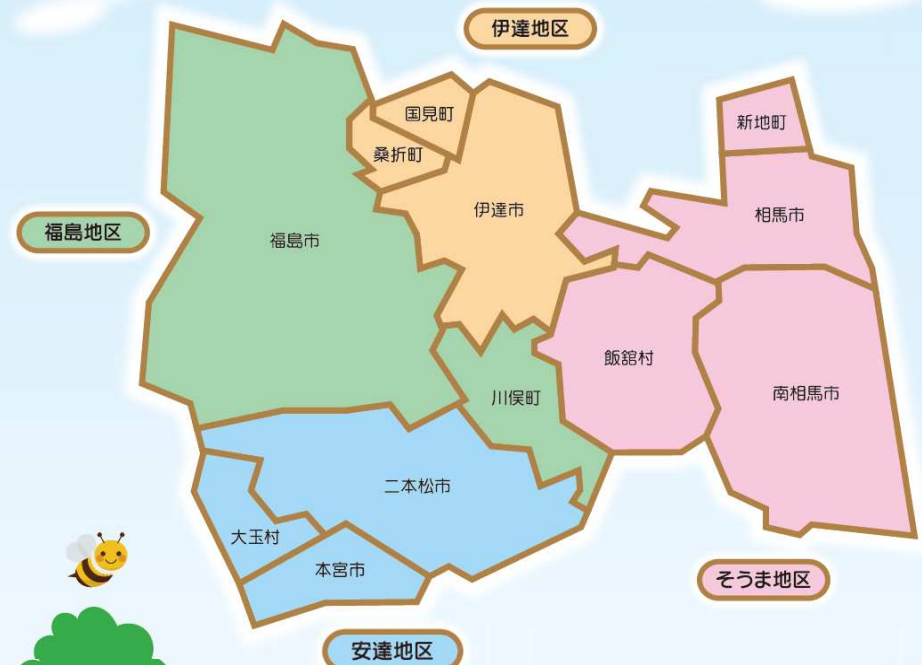 伊達地区
国見町
新地町
桑折町
伊達市
相馬市
福島地区
福島市
飯舘村
川俣町
南相馬市
二本松市
大玉村
本宮市
そうま地区
安達地区